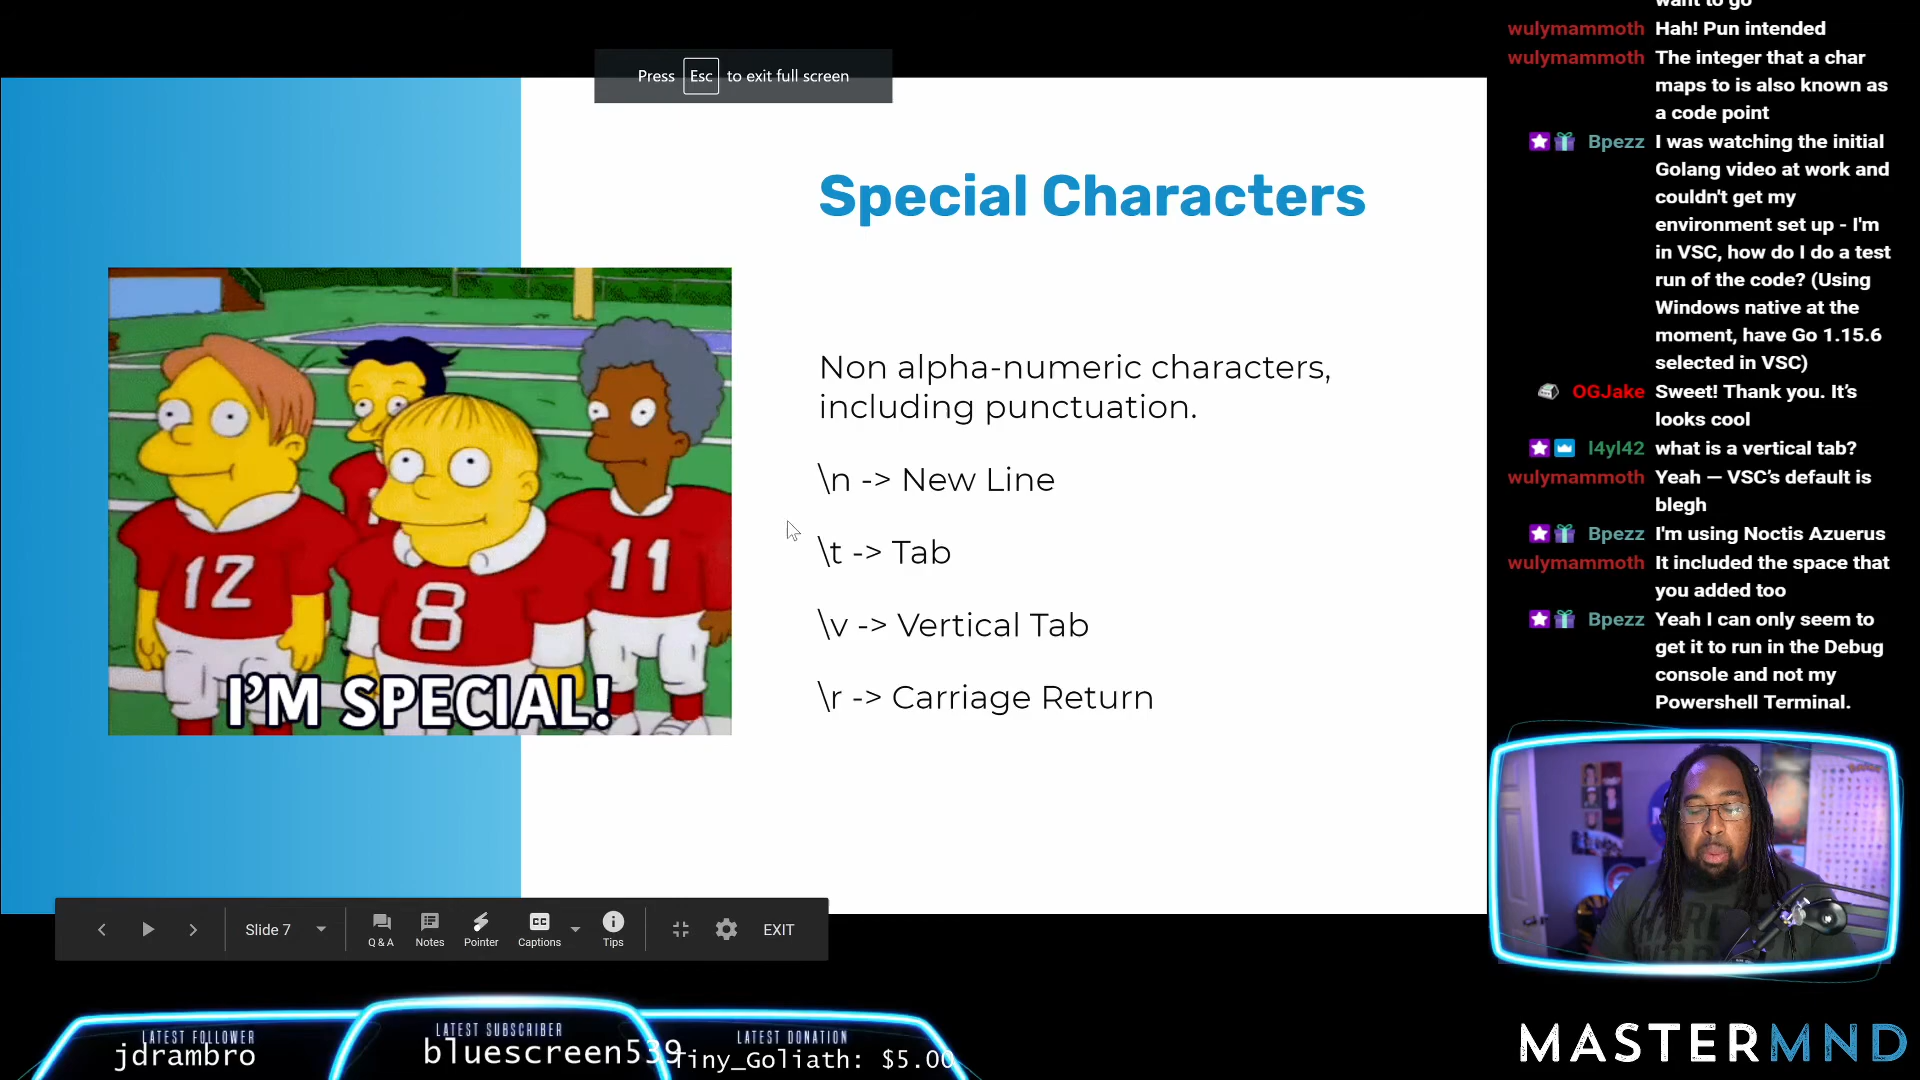 Press Esc to exit full screen
Special Characters
Non alpha-numeric characters,
including punctuation.
\n -> New Line
\t -> Tab
\v -> Vertical Tab
\r -> Carriage Return
12
8
11
I'M SPECIAL!
Slide 7
Q & A
Notes
Pointer
CC
Captions
Tips
EXIT
want to go
wulymammoth Hah! Pun intended
wulymammoth The integer that a char
maps to is also known as
a code point
Bpezz I was watching the initial
Golang video at work and
couldn't get my
environment set up - I'm
in VSC, how do I do a test
run of the code? (Using
Windows native at the
moment, have Go 1.15.6
selected in VSC)
OGJake Sweet! Thank you. It’s
looks cool
l4yl42 what is a vertical tab?
wulymammoth Yeah — VSC’s default is
blegh
Bpezz I'm using Noctis Azuerus
wulymammoth It included the space that
you added too
Bpezz Yeah I can only seem to
get it to run in the Debug
console and not my
Powershell Terminal.
LATEST FOLLOWER
jdrambro
LATEST SUBSCRIBER
bluescreen539
LATEST DONATION
Tiny_Goliath: $5.00
MASTERMND